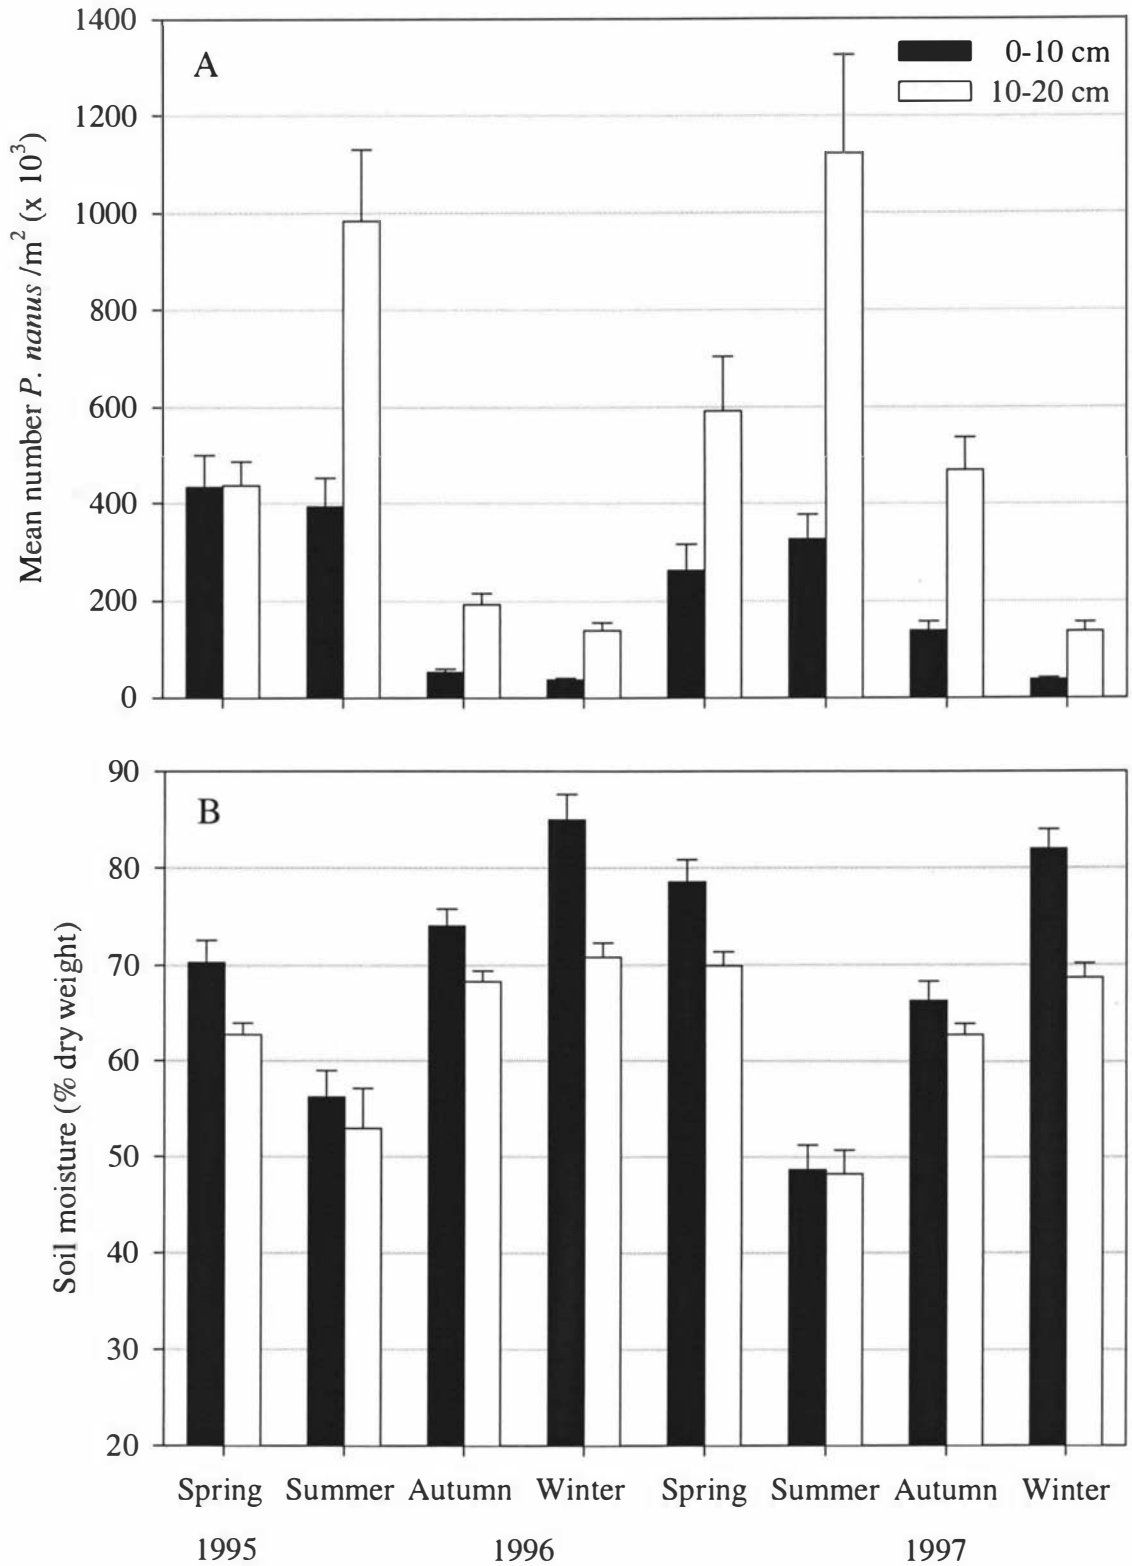 A
0-10 cm
10-20 cm
Mean number P. nanus /m² (x 10³)
1400
1200
1000
800
600
400
200
0
B
Soil moisture (% dry weight)
90
80
70
60
50
40
30
20
Spring Summer Autumn Winter Spring Summer Autumn Winter
1995 1996 1997